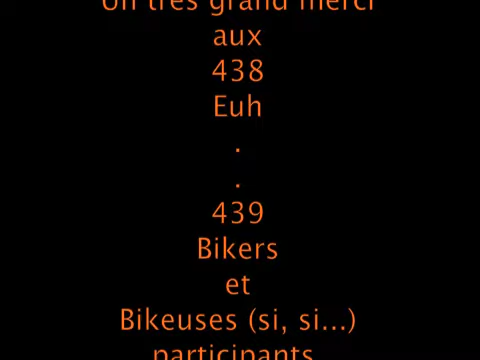 Un très grand merci
aux
438
Euh
.
.
439
Bikers
et
Bikeuses (si, si...)
participants